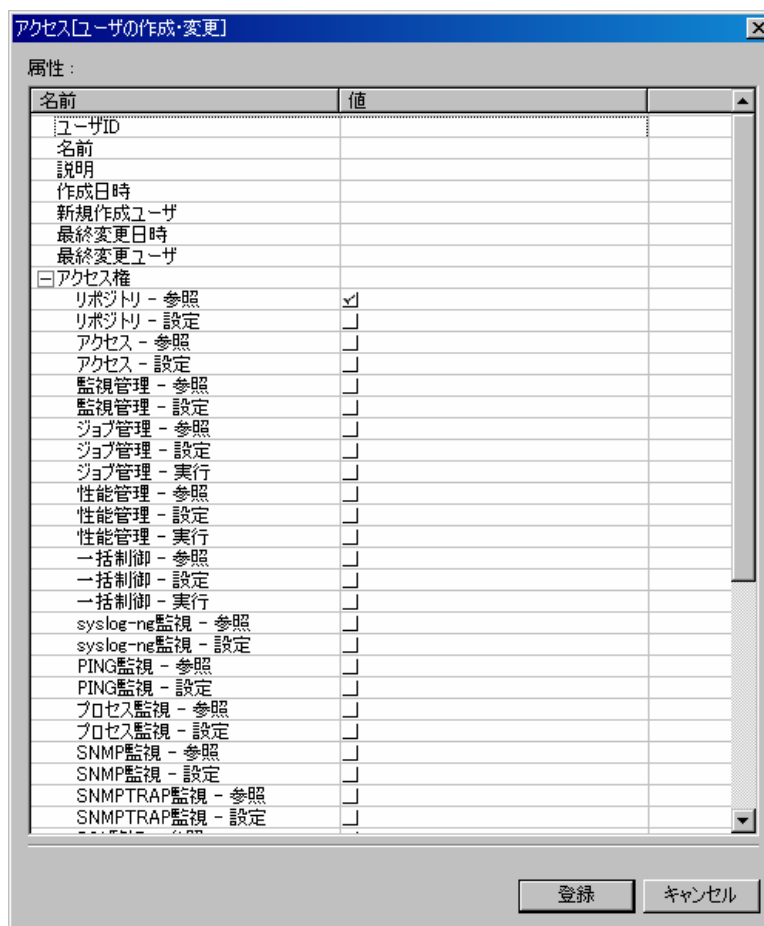 アクセス[ユーザの作成・変更]
属性：
名前 値
ユーザID
名前
説明
作成日時
新規作成ユーザ
最終変更日時
最終変更ユーザ
アクセス権
リポジトリ - 参照
リポジトリ - 設定
アクセス - 参照
アクセス - 設定
監視管理 - 参照
監視管理 - 設定
ジョブ管理 - 参照
ジョブ管理 - 設定
ジョブ管理 - 実行
性能管理 - 参照
性能管理 - 設定
性能管理 - 実行
一括制御 - 参照
一括制御 - 設定
一括制御 - 実行
syslog-ng監視 - 参照
syslog-ng監視 - 設定
PING監視 - 参照
PING監視 - 設定
プロセス監視 - 参照
プロセス監視 - 設定
SNMP監視 - 参照
SNMP監視 - 設定
SNMPTRAP監視 - 参照
SNMPTRAP監視 - 設定
登録 キャンセル